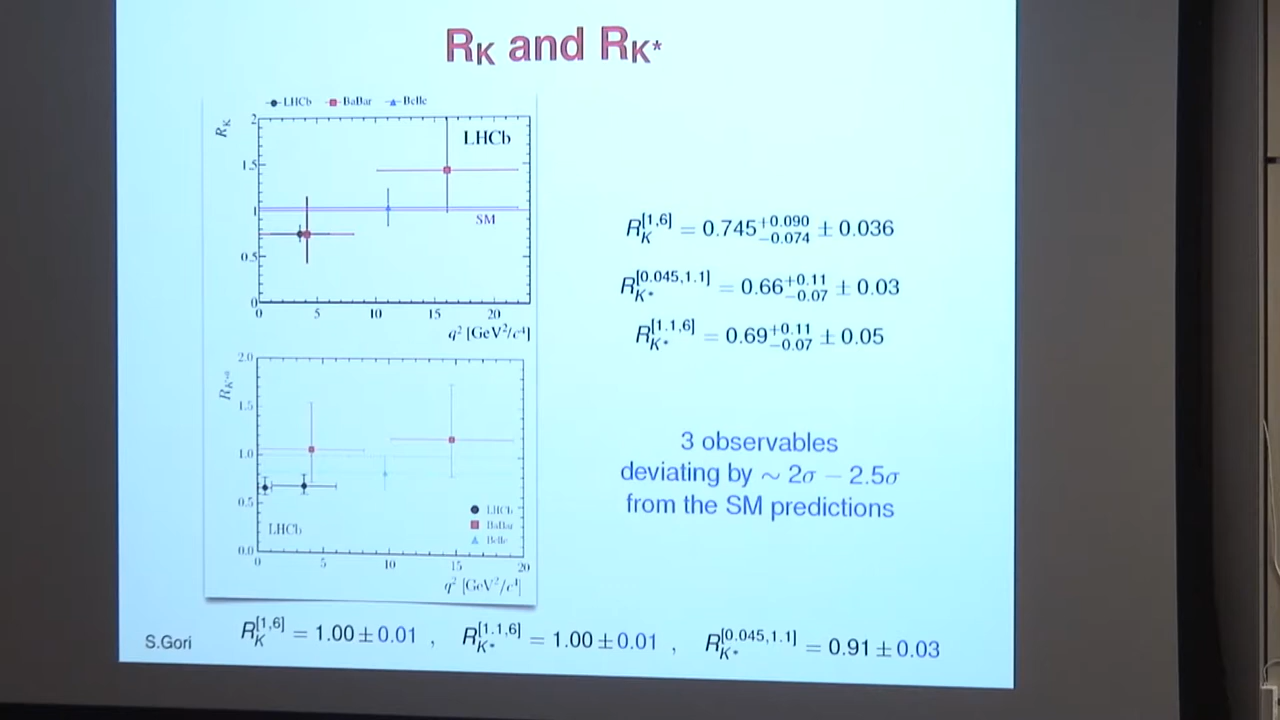 R_K and R_K*
LHCb BaBar Belle
R_K
2
1.5
1
0.5
0
LHCb
SM
0 5 10 15 20
q² [GeV²/c⁴]
R_K*⁰
2.0
1.5
1.0
0.5
0.0
LHCb
LHCb
BaBar
Belle
0 5 10 15 20
q² [GeV²/c⁴]
R_K^[1,6] = 0.745 +0.090 −0.074 ± 0.036
R_K*^[0.045,1.1] = 0.66 +0.11 −0.07 ± 0.03
R_K*^[1.1,6] = 0.69 +0.11 −0.07 ± 0.05
3 observables
deviating by ~ 2σ − 2.5σ
from the SM predictions
S.Gori
R_K^[1,6] = 1.00 ± 0.01 , R_K*^[1.1,6] = 1.00 ± 0.01 , R_K*^[0.045,1.1] = 0.91 ± 0.03